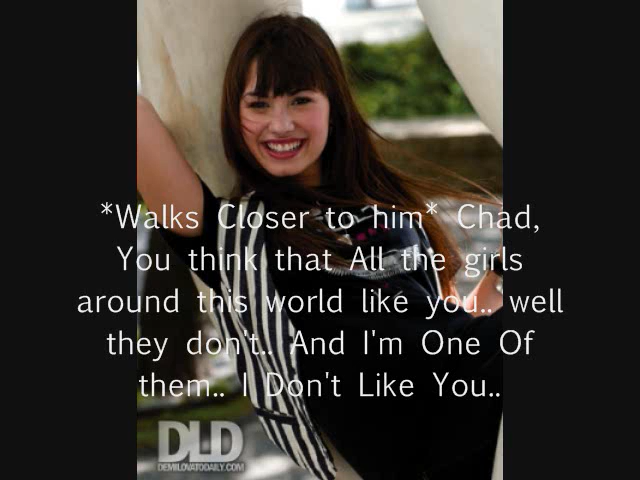 *Walks Closer to him* Chad,
You think that All the girls
around this world like you.. well
they don't.. And I'm One Of
them.. I Don't Like You..
DLD
DEMILOVATODAILY.COM